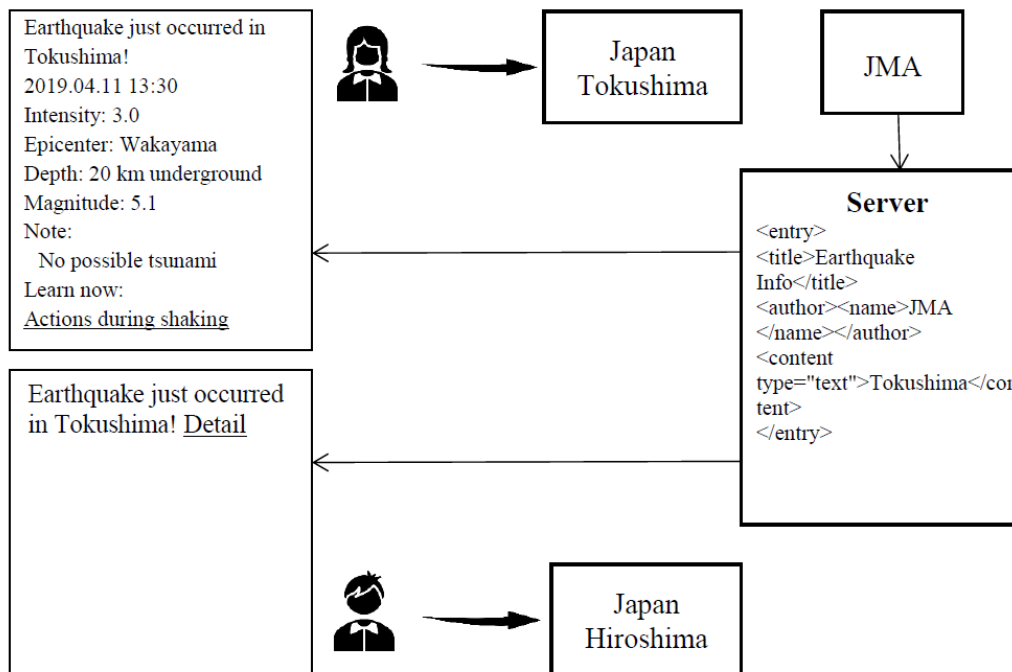 Earthquake just occurred in
Tokushima!
2019.04.11 13:30
Intensity: 3.0
Epicenter: Wakayama
Depth: 20 km underground
Magnitude: 5.1
Note:
No possible tsunami
Learn now:
Actions during shaking
Japan
Tokushima
JMA
Server
<entry>
<title>Earthquake
Info</title>
<author><name>JMA
</name></author>
<content
type="text">Tokushima</con
tent>
</entry>
Earthquake just occurred
in Tokushima! Detail
Japan
Hiroshima